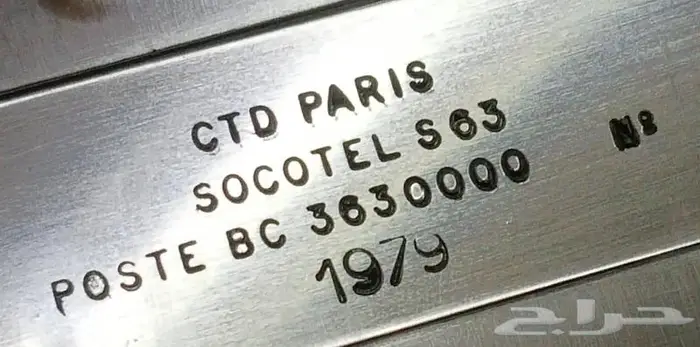 CTD PARIS
SOCOTEL S63
Nº
POSTE BC 3630000
1979
حراج